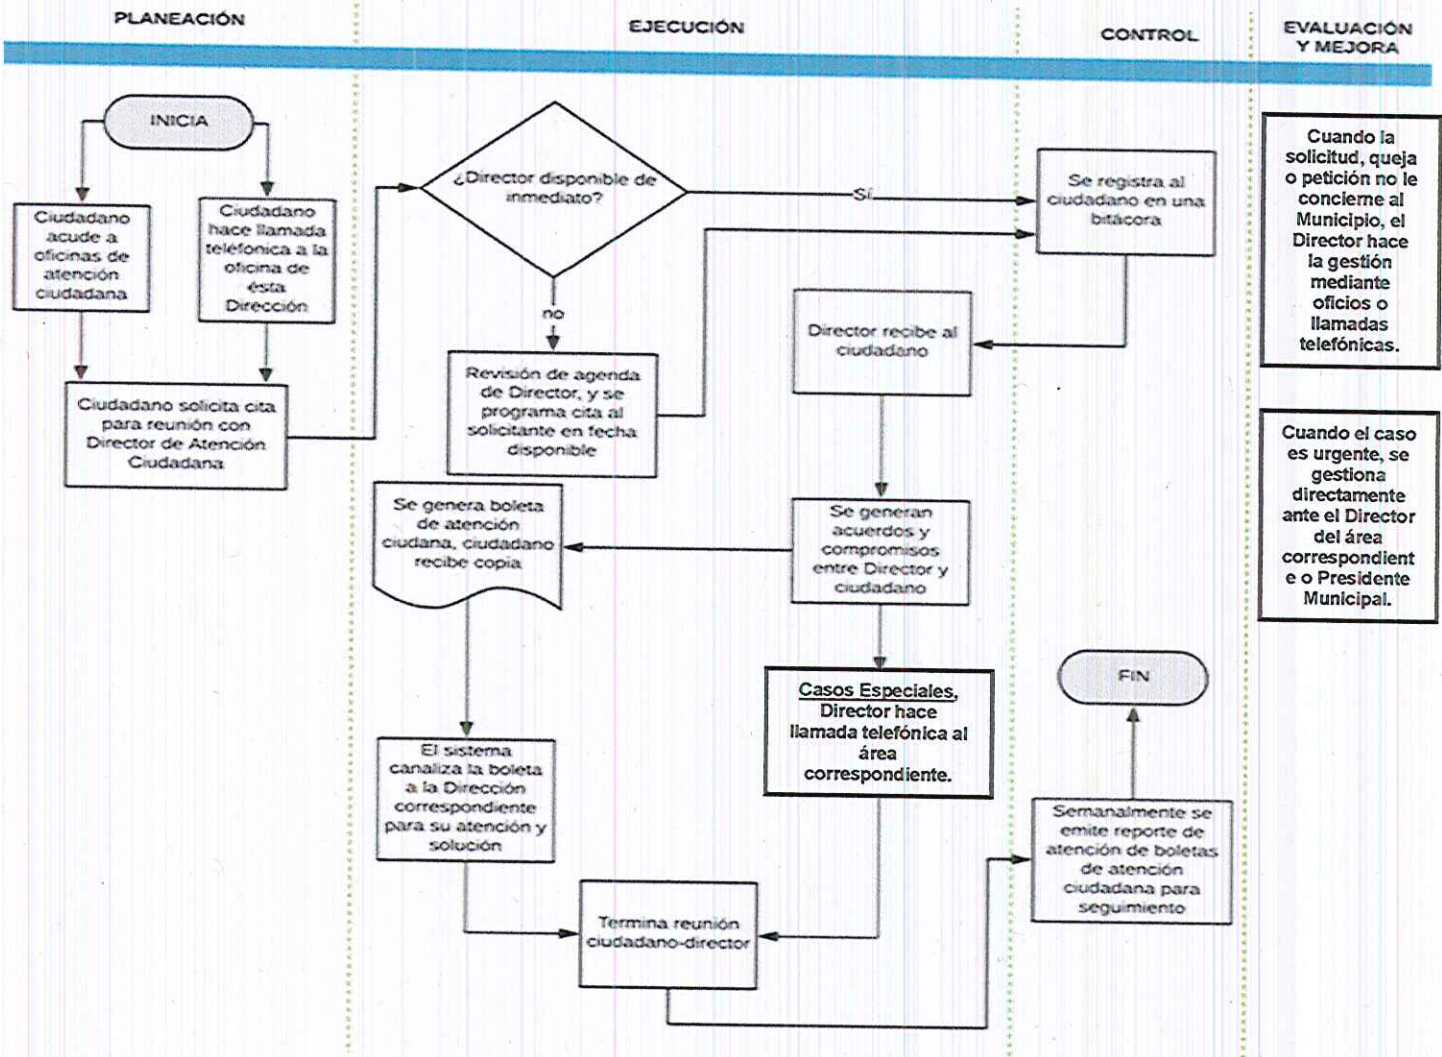 PLANEACIÓN
EJECUCIÓN
CONTROL
EVALUACIÓN
Y MEJORA
INICIA
Ciudadano
acude a
oficinas de
atención
ciudadana
Ciudadano
hace llamada
teléfonica a la
oficina de
ésta
Dirección
Ciudadano solicita cita
para reunión con
Director de Atención
Ciudadana
¿Director disponible de
inmediato?
Sí
no
Revisión de agenda
de Director, y se
programa cita al
solicitante en fecha
disponible
Se registra al
ciudadano en una
bitácora
Director recibe al
ciudadano
Se generan
acuerdos y
compromisos
entre Director y
ciudadano
Se genera boleta
de atención
ciudana, ciudadano
recibe copia
Casos Especiales,
Director hace
llamada telefónica al
área
correspondiente.
El sistema
canaliza la boleta
a la Dirección
correspondiente
para su atención y
solución
Termina reunión
ciudadano-director
Semanalmente se
emite reporte de
atención de boletas
de atención
ciudadana para
seguimiento
FIN
Cuando la
solicitud, queja
o petición no le
concierne al
Municipio, el
Director hace
la gestión
mediante
oficios o
llamadas
telefónicas.
Cuando el caso
es urgente, se
gestiona
directamente
ante el Director
del área
correspondient
e o Presidente
Municipal.